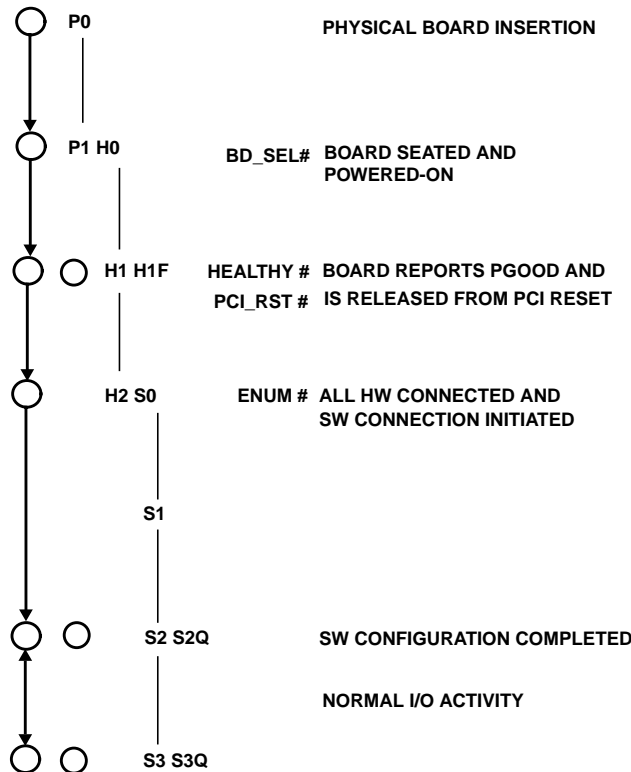 P0 PHYSICAL BOARD INSERTION
P1 H0 BD_SEL# BOARD SEATED AND
POWERED-ON
H1 H1F HEALTHY # BOARD REPORTS PGOOD AND
PCI_RST # IS RELEASED FROM PCI RESET
H2 S0 ENUM # ALL HW CONNECTED AND
SW CONNECTION INITIATED
S1
S2 S2Q SW CONFIGURATION COMPLETED
NORMAL I/O ACTIVITY
S3 S3Q